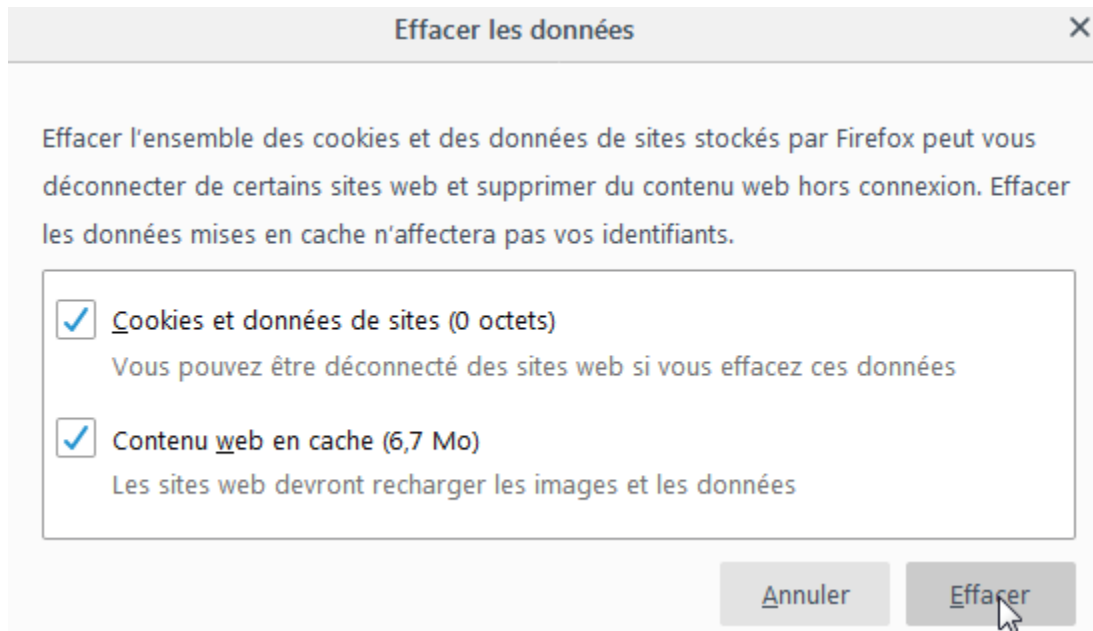 Effacer les données
Effacer l'ensemble des cookies et des données de sites stockés par Firefox peut vous
déconnecter de certains sites web et supprimer du contenu web hors connexion. Effacer
les données mises en cache n'affectera pas vos identifiants.
Cookies et données de sites (0 octets)
Vous pouvez être déconnecté des sites web si vous effacez ces données
Contenu web en cache (6,7 Mo)
Les sites web devront recharger les images et les données
Annuler Effacer